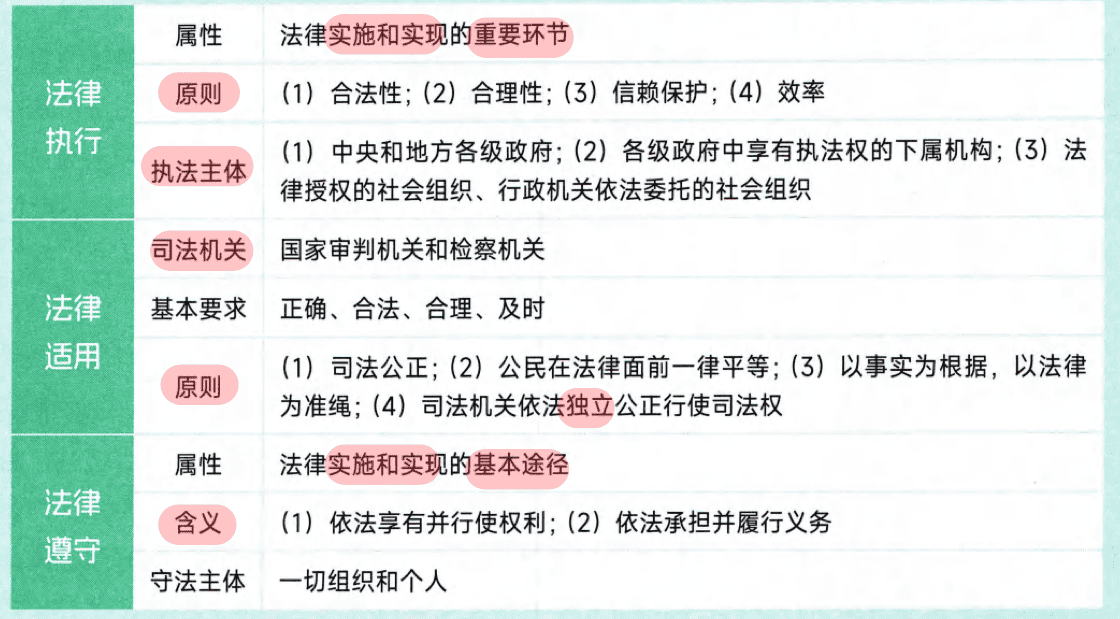 法律
执行
属性
法律实施和实现的重要环节
原则
（1）合法性；（2）合理性；（3）信赖保护；（4）效率
执法主体
（1）中央和地方各级政府；（2）各级政府中享有执法权的下属机构；（3）法
律授权的社会组织、行政机关依法委托的社会组织
法律
适用
司法机关
国家审判机关和检察机关
基本要求
正确、合法、合理、及时
原则
（1）司法公正；（2）公民在法律面前一律平等；（3）以事实为根据，以法律
为准绳；（4）司法机关依法独立公正行使司法权
法律
遵守
属性
法律实施和实现的基本途径
含义
（1）依法享有并行使权利；（2）依法承担并履行义务
守法主体
一切组织和个人